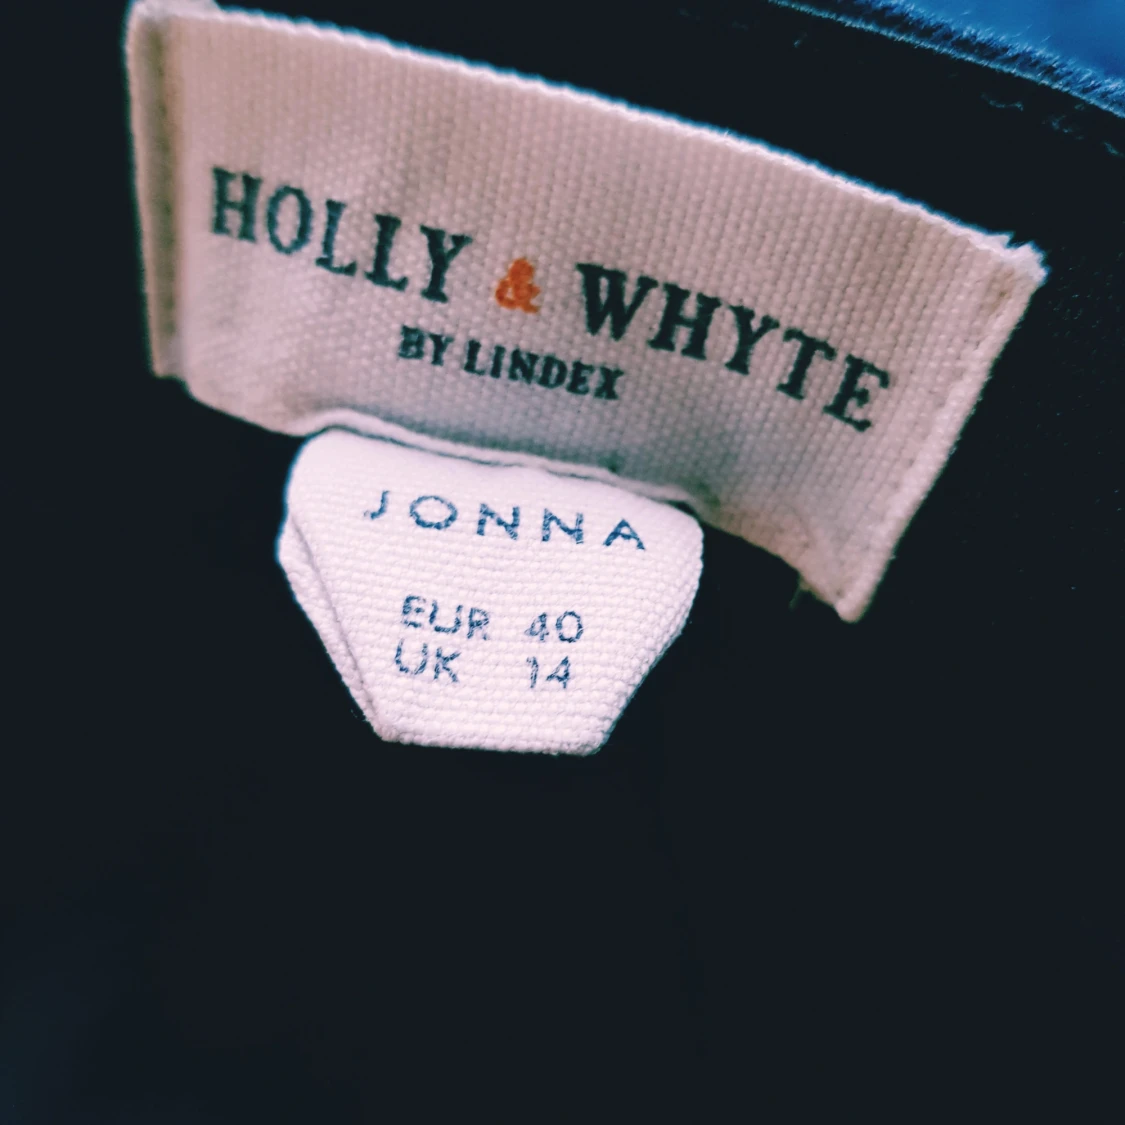 HOLLY & WHYTE
BY LINDEX
JONNA
EUR 40
UK 14